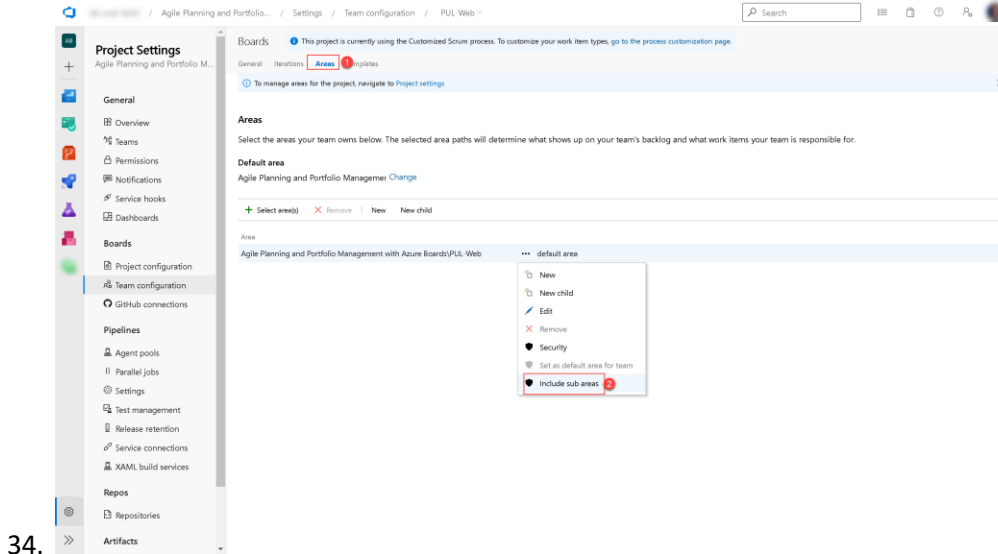 / Agile Planning and Portfolio... / Settings / Team configuration / PUL-Web
Search
AB
Project Settings
Agile Planning and Portfolio M...
General
Overview
Teams
Permissions
Notifications
Service hooks
Dashboards
Boards
Project configuration
Team configuration
GitHub connections
Pipelines
Agent pools
Parallel jobs
Settings
Test management
Release retention
Service connections
XAML build services
Repos
Repositories
Artifacts
Boards
This project is currently using the Customized Scrum process. To customize your work item types, go to the process customization page.
General Iterations Areas 1 mplates
To manage areas for the project, navigate to Project settings
Areas
Select the areas your team owns below. The selected area paths will determine what shows up on your team's backlog and what work items your team is responsible for.
Default area
Agile Planning and Portfolio Managemer Change
+ Select area(s) Remove New New child
Area
Agile Planning and Portfolio Management with Azure Boards\PUL-Web ... default area
New
New child
Edit
Remove
Security
Set as default area for team
Include sub areas 2
34.